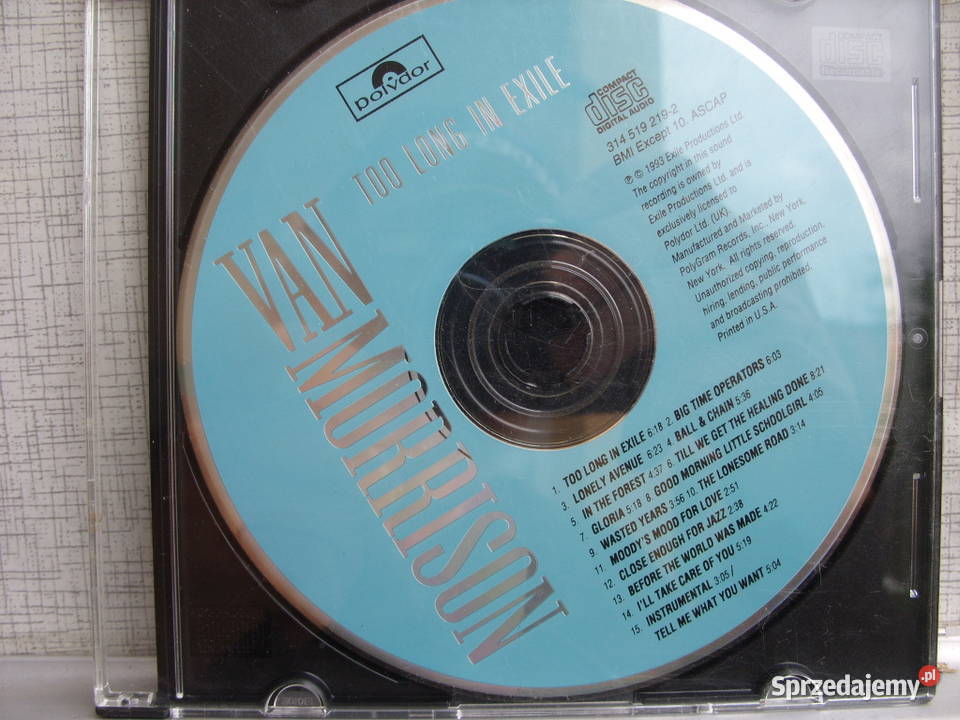 polydor
TOO LONG IN EXILE
VAN
MORRISON
COMPACT
disc
DIGITAL AUDIO
314 519 219-2
BMI Except 10. ASCAP
℗ © 1993 Exile Productions Ltd.
The copyright in this sound
recording is owned by
Exile Productions Ltd. and is
exclusively licensed to
Polydor Ltd. (UK)
Manufactured and Marketed by
PolyGram Records, Inc., New York,
New York. All rights reserved.
Unauthorized copying, reproduction,
hiring, lending, public performance
and broadcasting prohibited.
Printed in U.S.A.
1. TOO LONG IN EXILE 6:18 2. BIG TIME OPERATORS 6:03
3. LONELY AVENUE 6:23 4. BALL & CHAIN 5:36
5. IN THE FOREST 4:37 6. TILL WE GET THE HEALING DONE 8:21
7. GLORIA 5:18 8. GOOD MORNING LITTLE SCHOOLGIRL 4:05
9. WASTED YEARS 3:56 10. THE LONESOME ROAD 3:14
11. MOODY'S MOOD FOR LOVE 2:51
12. CLOSE ENOUGH FOR JAZZ 2:38
13. BEFORE THE WORLD WAS MADE 4:22
14. I'LL TAKE CARE OF YOU 5:19
15. INSTRUMENTAL 3:05 /
TELL ME WHAT YOU WANT 5:04
COMPACT
disc
Sprzedajemy.pl